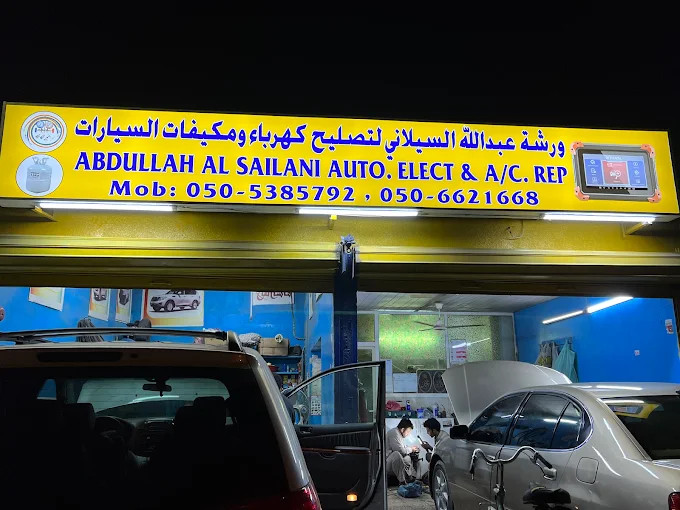 ورشة عبدالله السيلاني لتصليح كهرباء ومكيفات السيارات
ABDULLAH AL SAILANI AUTO. ELECT & A/C. REP
Mob: 050-5385792 , 050-6621668